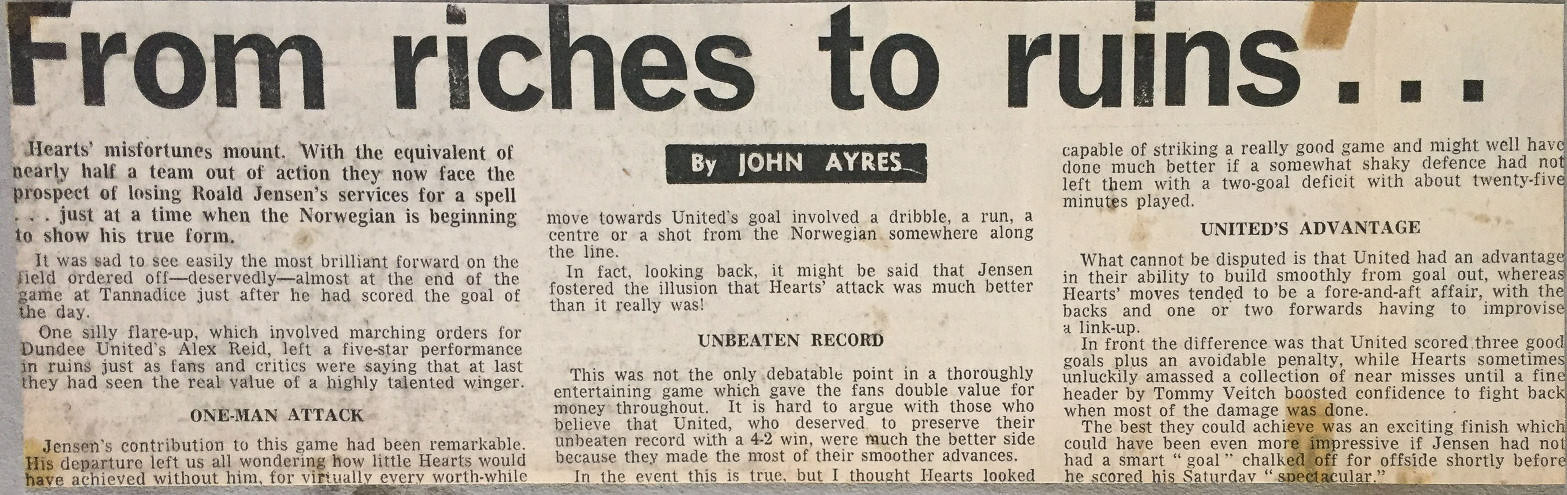 From riches to ruins...
Hearts' misfortunes mount. With the equivalent of
nearly half a team out of action they now face the
prospect of losing Roald Jensen's services for a spell
. . . just at a time when the Norwegian is beginning
to show his true form.
It was sad to see easily the most brilliant forward on the
field ordered off—deservedly—almost at the end of the
game at Tannadice just after he had scored the goal of
the day.
One silly flare-up, which involved marching orders for
Dundee United's Alex Reid, left a five-star performance
in ruins just as fans and critics were saying that at last
they had seen the real value of a highly talented winger.
ONE-MAN ATTACK
Jensen's contribution to this game had been remarkable.
His departure left us all wondering how little Hearts would
have achieved without him, for virtually every worth-while
By JOHN AYRES
move towards United's goal involved a dribble, a run, a
centre or a shot from the Norwegian somewhere along
the line.
In fact, looking back, it might be said that Jensen
fostered the illusion that Hearts' attack was much better
than it really was!
UNBEATEN RECORD
This was not the only debatable point in a thoroughly
entertaining game which gave the fans double value for
money throughout. It is hard to argue with those who
believe that United, who deserved to preserve their
unbeaten record with a 4-2 win, were much the better side
because they made the most of their smoother advances.
In the event this is true, but I thought Hearts looked
capable of striking a really good game and might well have
done much better if a somewhat shaky defence had not
left them with a two-goal deficit with about twenty-five
minutes played.
UNITED'S ADVANTAGE
What cannot be disputed is that United had an advantage
in their ability to build smoothly from goal out, whereas
Hearts' moves tended to be a fore-and-aft affair, with the
backs and one or two forwards having to improvise
a link-up.
In front the difference was that United scored three good
goals plus an avoidable penalty, while Hearts sometimes
unluckily amassed a collection of near misses until a fine
header by Tommy Veitch boosted confidence to fight back
when most of the damage was done.
The best they could achieve was an exciting finish which
could have been even more impressive if Jensen had not
had a smart "goal" chalked off for offside shortly before
he scored his Saturday "spectacular."